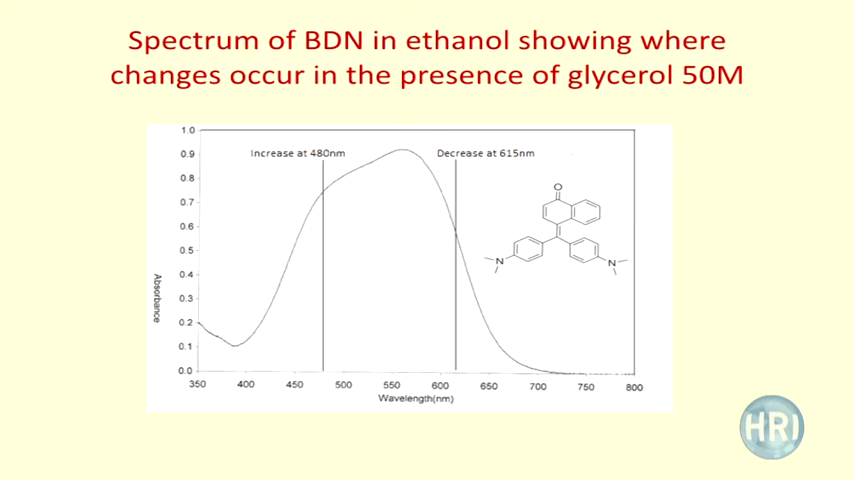 Spectrum of BDN in ethanol showing where
changes occur in the presence of glycerol 50M
1.0
Increase at 480nm
Decrease at 615nm
0.9
0.8
0.7
0.6
0.5
0.4
0.3
0.2
0.1
0.0
Absorbance
O
N
N
350 400 450 500 550 600 650 700 750 800
Wavelength(nm)
HRI